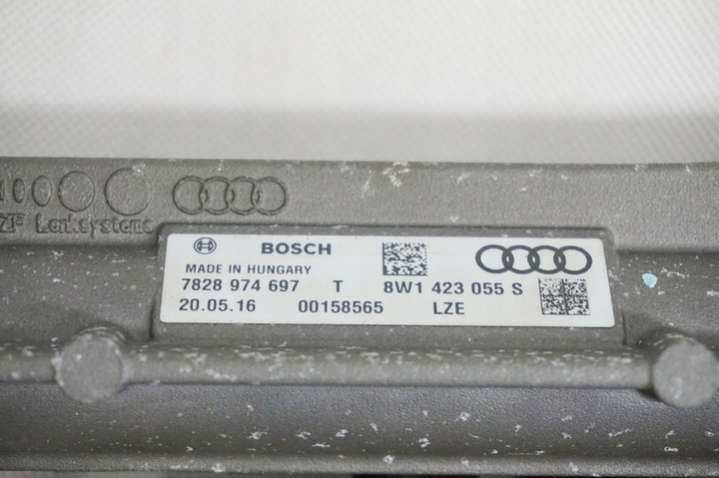 ZF Lenksysteme
BOSCH
MADE IN HUNGARY
7828 974 697 T 8W1 423 055 S
20.05.16 00158565 LZE